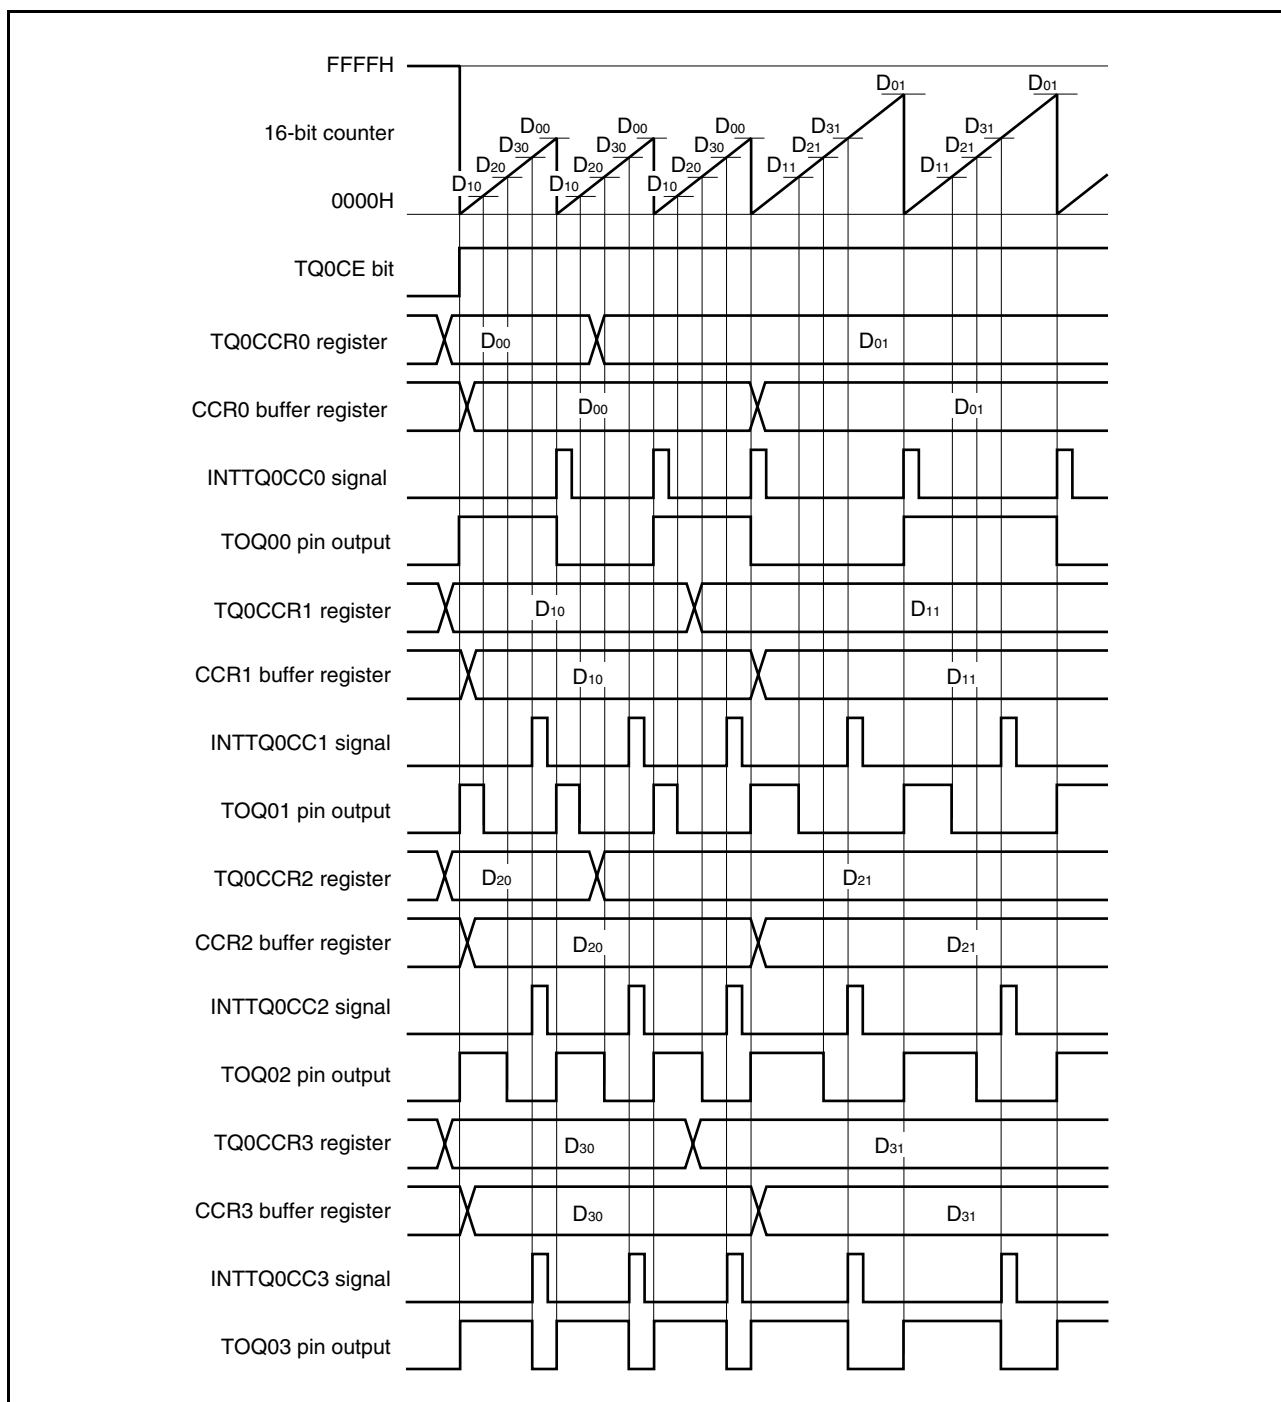 FFFFH
16-bit counter
0000H
D10 D20 D30 D00 D10 D20 D30 D00 D10 D20 D30 D00 D11 D21 D31 D01 D11 D21 D31 D01
TQ0CE bit
TQ0CCR0 register D00 D01
CCR0 buffer register D00 D01
INTTQ0CC0 signal
TOQ00 pin output
TQ0CCR1 register D10 D11
CCR1 buffer register D10 D11
INTTQ0CC1 signal
TOQ01 pin output
TQ0CCR2 register D20 D21
CCR2 buffer register D20 D21
INTTQ0CC2 signal
TOQ02 pin output
TQ0CCR3 register D30 D31
CCR3 buffer register D30 D31
INTTQ0CC3 signal
TOQ03 pin output